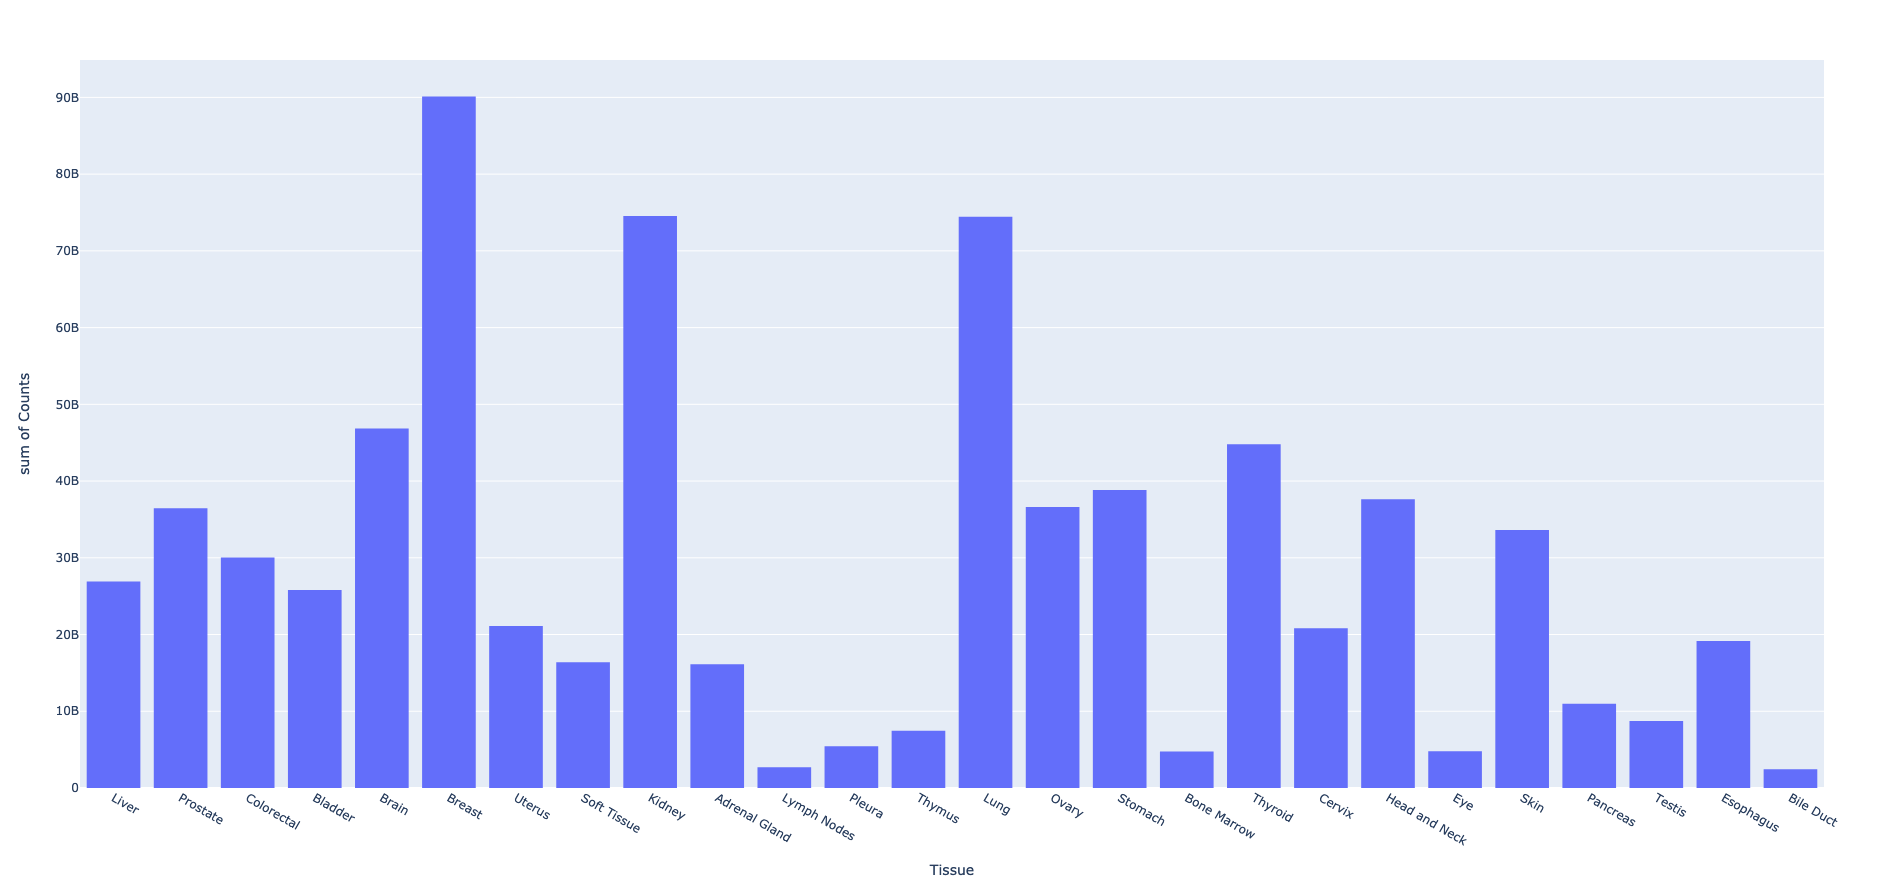 90B
80B
70B
60B
50B
40B
30B
20B
10B
0
sum of Counts
Liver
Prostate
Colorectal
Bladder
Brain
Breast
Uterus
Soft Tissue
Kidney
Adrenal Gland
Lymph Nodes
Pleura
Thymus
Lung
Ovary
Stomach
Bone Marrow
Thyroid
Cervix
Head and Neck
Eye
Skin
Pancreas
Testis
Esophagus
Bile Duct
Tissue